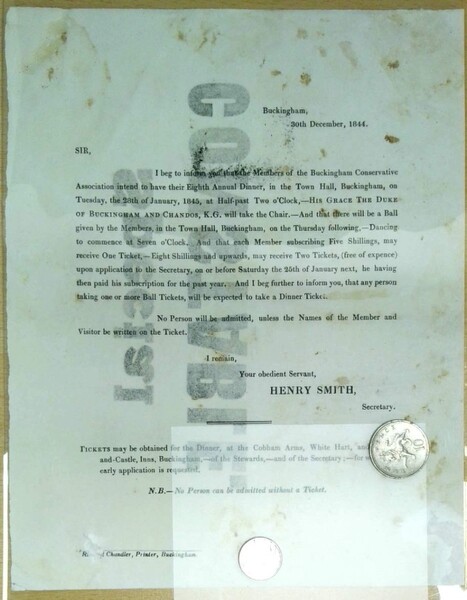 Buckingham,
30th December, 1844.
SIR,
I beg to inform you that the Members of the Buckingham Conservative
Association intend to have their Eighth Annual Dinner, in the Town Hall, Buckingham, on
Tuesday, the 28th of January, 1845, at Half-past Two o'Clock,—HIS GRACE THE DUKE
OF BUCKINGHAM AND CHANDOS, K.G. will take the Chair.—And that there will be a Ball
given by the Members, in the Town Hall, Buckingham, on the Thursday following,—Dancing
to commence at Seven o'Clock. And that each Member subscribing Five Shillings, may
receive One Ticket,—Eight Shillings and upwards, may receive Two Tickets, (free of expence)
upon application to the Secretary, on or before Saturday the 25th of January next, he having
then paid his subscription for the past year. And I beg further to inform you, that any person
taking one or more Ball Tickets, will be expected to take a Dinner Ticket.
No Person will be admitted, unless the Names of the Member and
Visitor be written on the Ticket.
I remain,
Your obedient Servant,
HENRY SMITH,
Secretary.
TICKETS may be obtained for the Dinner, at the Cobham Arms, White Hart, and
and-Castle, Inns, Buckingham,—of the Stewards,—and of the Secretary;—for
early application is requested.
N.B.—No Person can be admitted without a Ticket.
Chandler, Printer, Buckingham.